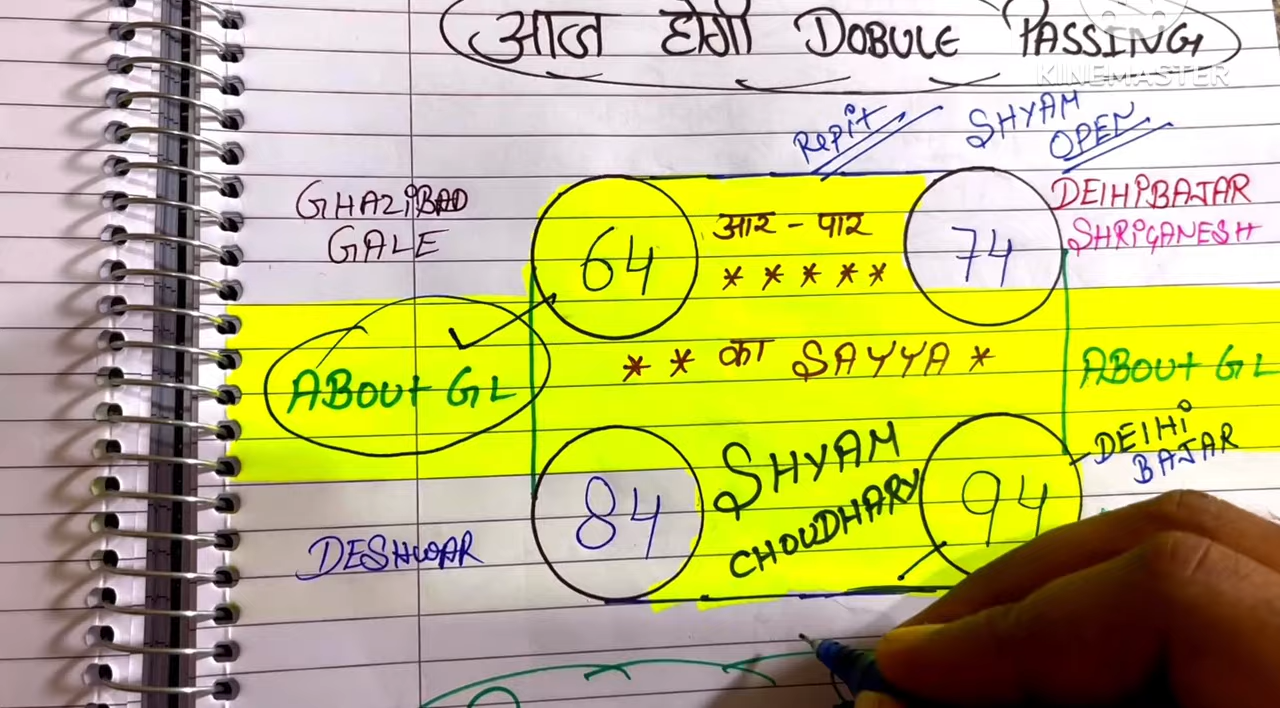 आज होगी DOBULE PASSING
KINEMASTER
Repit
SHYAM
OPEN
GHAZIBAD
GALE
64
आर - पार
* * * * *
74
DEIHIBAJAR
SHRIGANESH
ABOUT GL
* * का SAYYA *
ABOUT GL
84
SHYAM
CHOUDHARY
94
DEIHI
BAJAR
DESHWAR